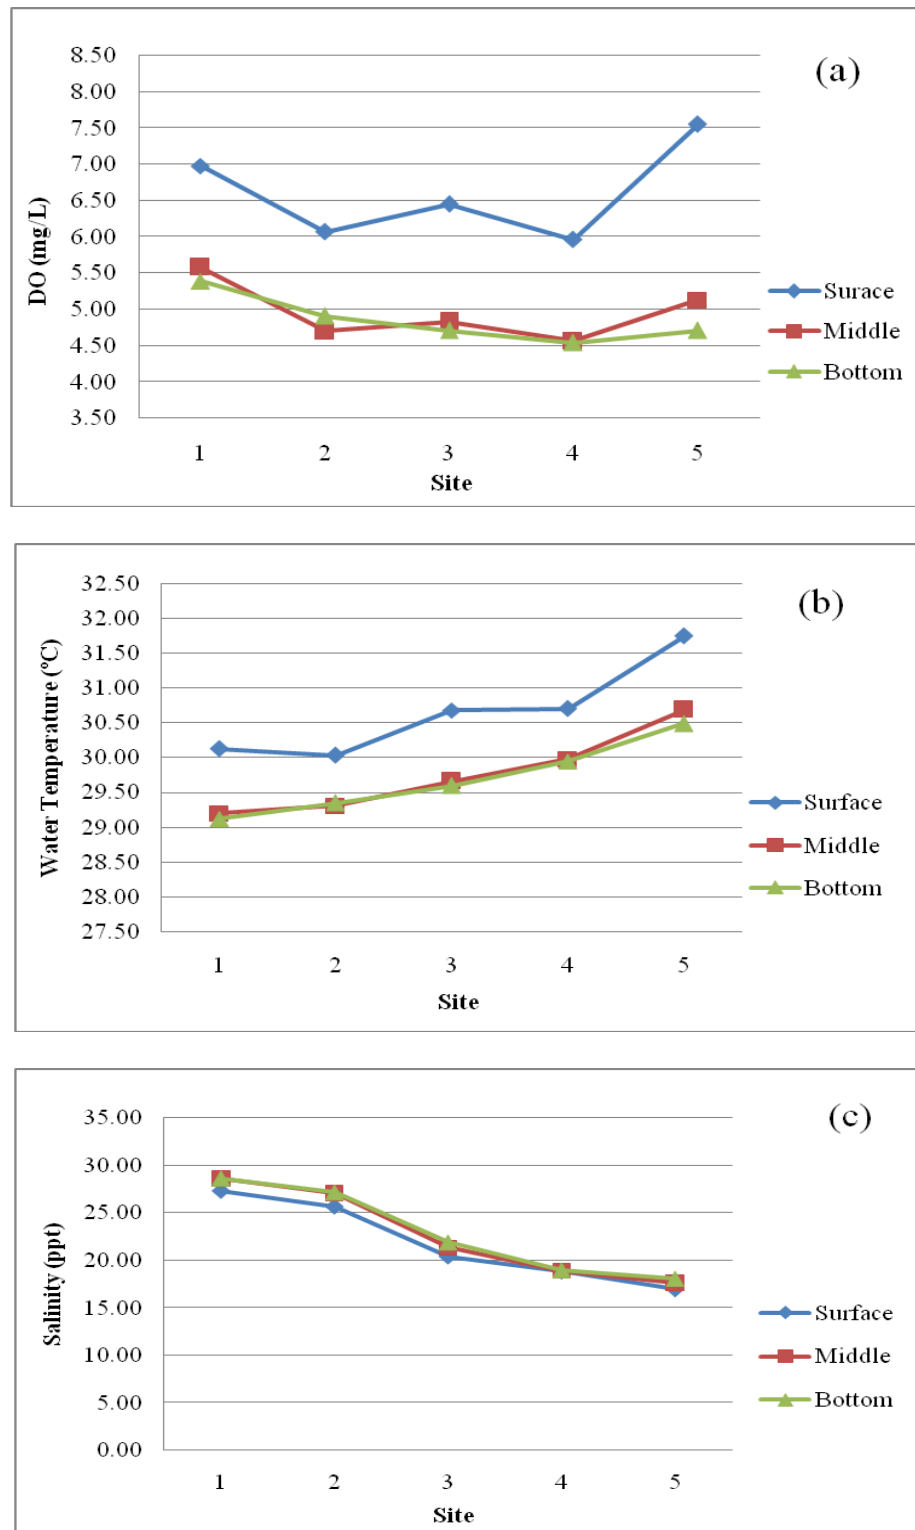 (a)
8.50
8.00
7.50
7.00
6.50
6.00
5.50
5.00
4.50
4.00
3.50
DO (mg/L)
1 2 3 4 5
Site
Surace
Middle
Bottom
(b)
32.50
32.00
31.50
31.00
30.50
30.00
29.50
29.00
28.50
28.00
27.50
Water Temperature (ºC)
1 2 3 4 5
Site
Surface
Middle
Bottom
(c)
35.00
30.00
25.00
20.00
15.00
10.00
5.00
0.00
Salinity (ppt)
1 2 3 4 5
Site
Surface
Middle
Bottom